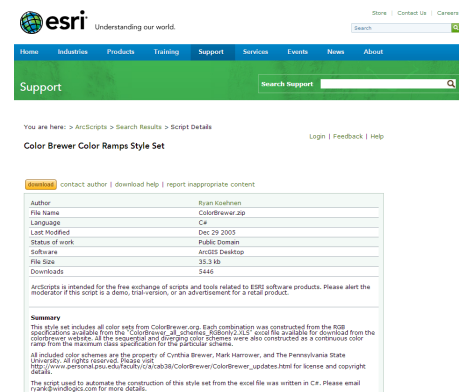 Store | Contact Us | Careers
esri Understanding our world.
Search
Home Industries Products Training Support Services Events News About
Support
Search Support
You are here: > ArcScripts > Search Results > Script Details
Login | Feedback | Help
Color Brewer Color Ramps Style Set
download contact author | download help | report inappropriate content
Author Ryan Koehnen
File Name ColorBrewer.zip
Language C#
Last Modified Dec 29 2005
Status of work Public Domain
Software ArcGIS Desktop
File Size 35.3 kb
Downloads 5446
ArcScripts is intended for the free exchange of scripts and tools related to ESRI software products. Please alert the
moderator if this script is a demo, trial-version, or an advertisement for a retail product.
Summary
This style set includes all color sets from ColorBrewer.org. Each combination was constructed from the RGB
specifications available from the "ColorBrewer_all_schemes_RGBonly2.XLS" excel file available for download from the
colorbrewer website. All the sequential and diverging color schemes were also constructed as a continuous color
ramp from the maximum class specification for the particular scheme.
All included color schemes are the property of Cynthia Brewer, Mark Harrower, and The Pennsylvania State
University. All rights reserved. Please visit
http://www.personal.psu.edu/faculty/c/a/cab38/ColorBrewer/ColorBrewer_updates.html for license and copyright
details.
The script used to automate the construction of this style set from the excel file was written in C#. Please email
ryank@windlogics.com for more details.